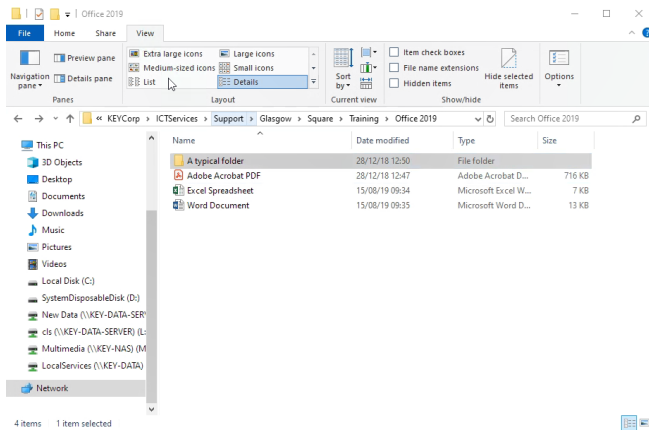 Office 2019
File Home Share View
Navigation pane
Preview pane
Details pane
Panes
Extra large icons Large icons
Medium-sized icons Small icons
List Details
Layout
Sort by
Current view
Item check boxes
File name extensions
Hidden items
Hide selected items
Show/hide
Options
« KEYCorp › ICTServices › Support › Glasgow › Square › Training › Office 2019
Search Office 2019
This PC
3D Objects
Desktop
Documents
Downloads
Music
Pictures
Videos
Local Disk (C:)
SystemDisposableDisk (D:)
New Data (\\KEY-DATA-SER
cls (\\KEY-DATA-SERVER) (L:
Multimedia (\\KEY-NAS) (M
LocalServices (\\KEY-DATA)
Network
Name Date modified Type Size
A typical folder 28/12/18 12:50 File folder
Adobe Acrobat PDF 28/12/18 12:47 Adobe Acrobat D... 716 KB
Excel Spreadsheet 15/08/19 09:34 Microsoft Excel W... 7 KB
Word Document 15/08/19 09:35 Microsoft Word D... 13 KB
4 items 1 item selected